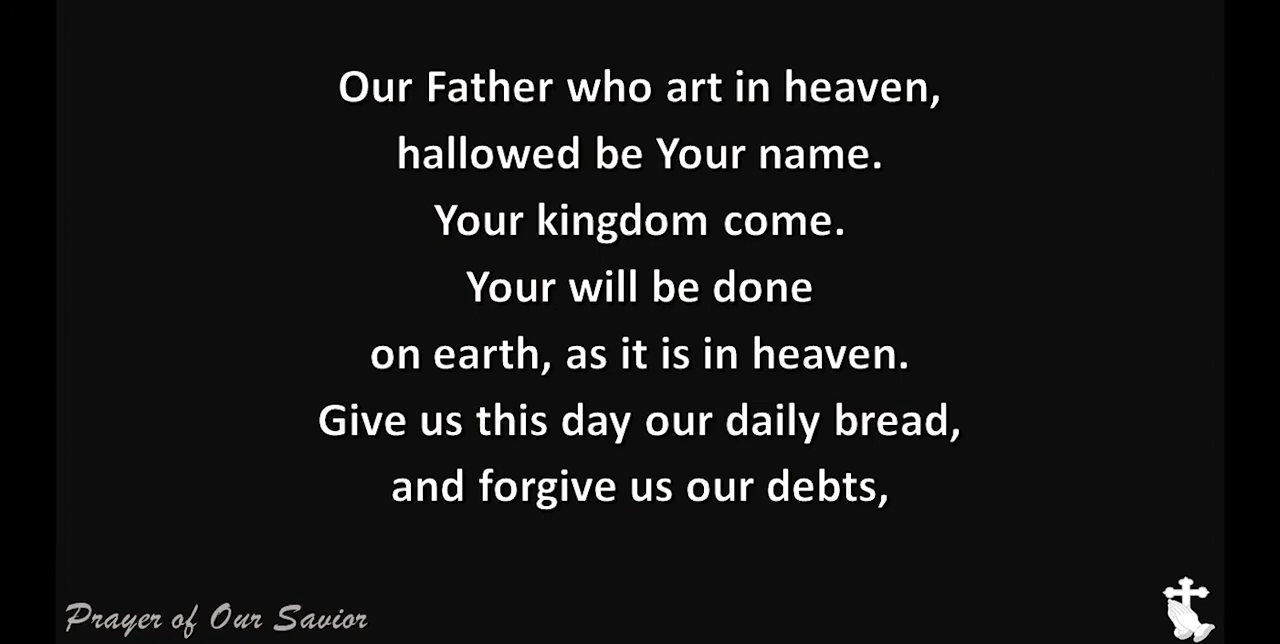 Our Father who art in heaven,
hallowed be Your name.
Your kingdom come.
Your will be done
on earth, as it is in heaven.
Give us this day our daily bread,
and forgive us our debts,
Prayer of Our Savior